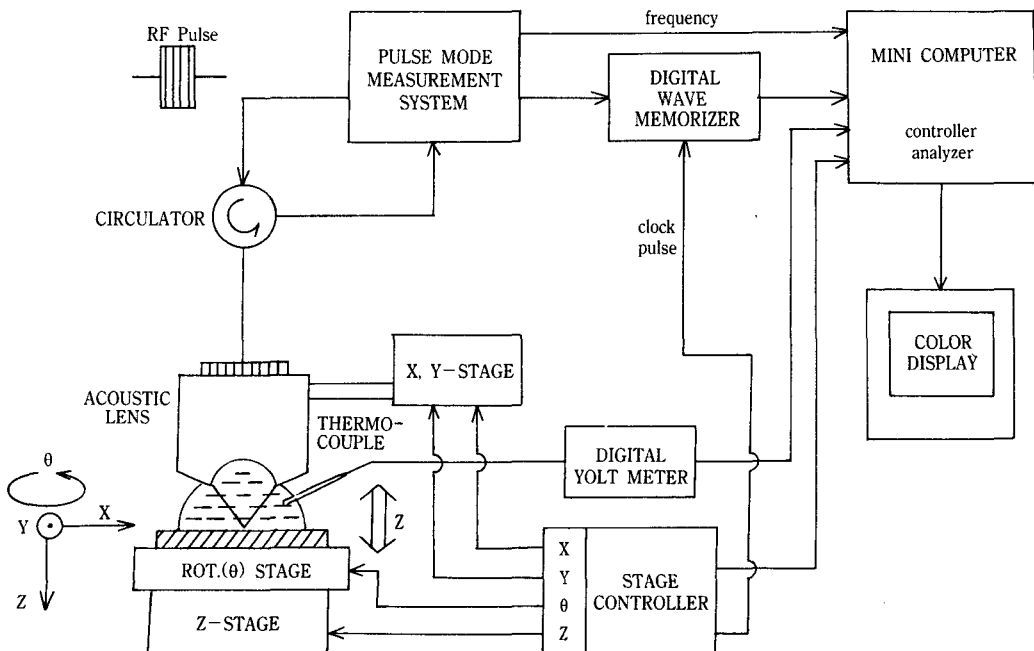 RF Pulse
PULSE MODE
MEASUREMENT
SYSTEM
frequency
DIGITAL
WAVE
MEMORIZER
MINI COMPUTER
controller
analyzer
CIRCULATOR
clock
pulse
COLOR
DISPLAY
X, Y-STAGE
ACOUSTIC
LENS
THERMO-
COUPLE
DIGITAL
YOLT METER
θ
Y
X
Z
Z
ROT.(θ) STAGE
Z-STAGE
X
Y
θ
Z
STAGE
CONTROLLER